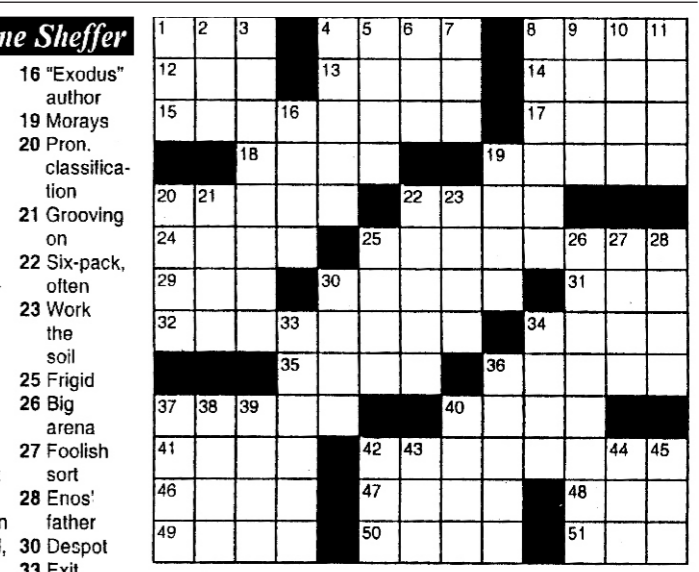 ne Sheffer
16 "Exodus"
author
19 Morays
20 Pron.
classifica-
tion
21 Grooving
on
22 Six-pack,
often
23 Work
the
soil
25 Frigid
26 Big
arena
27 Foolish
sort
28 Enos'
father
30 Despot
33 Exit
1 2 3 4 5 6 7 8 9 10 11
12 13 14
15 16 17
18 19
20 21 22 23
24 25 26 27 28
29 30 31
32 33 34
35 36
37 38 39 40
41 42 43 44 45
46 47 48
49 50 51